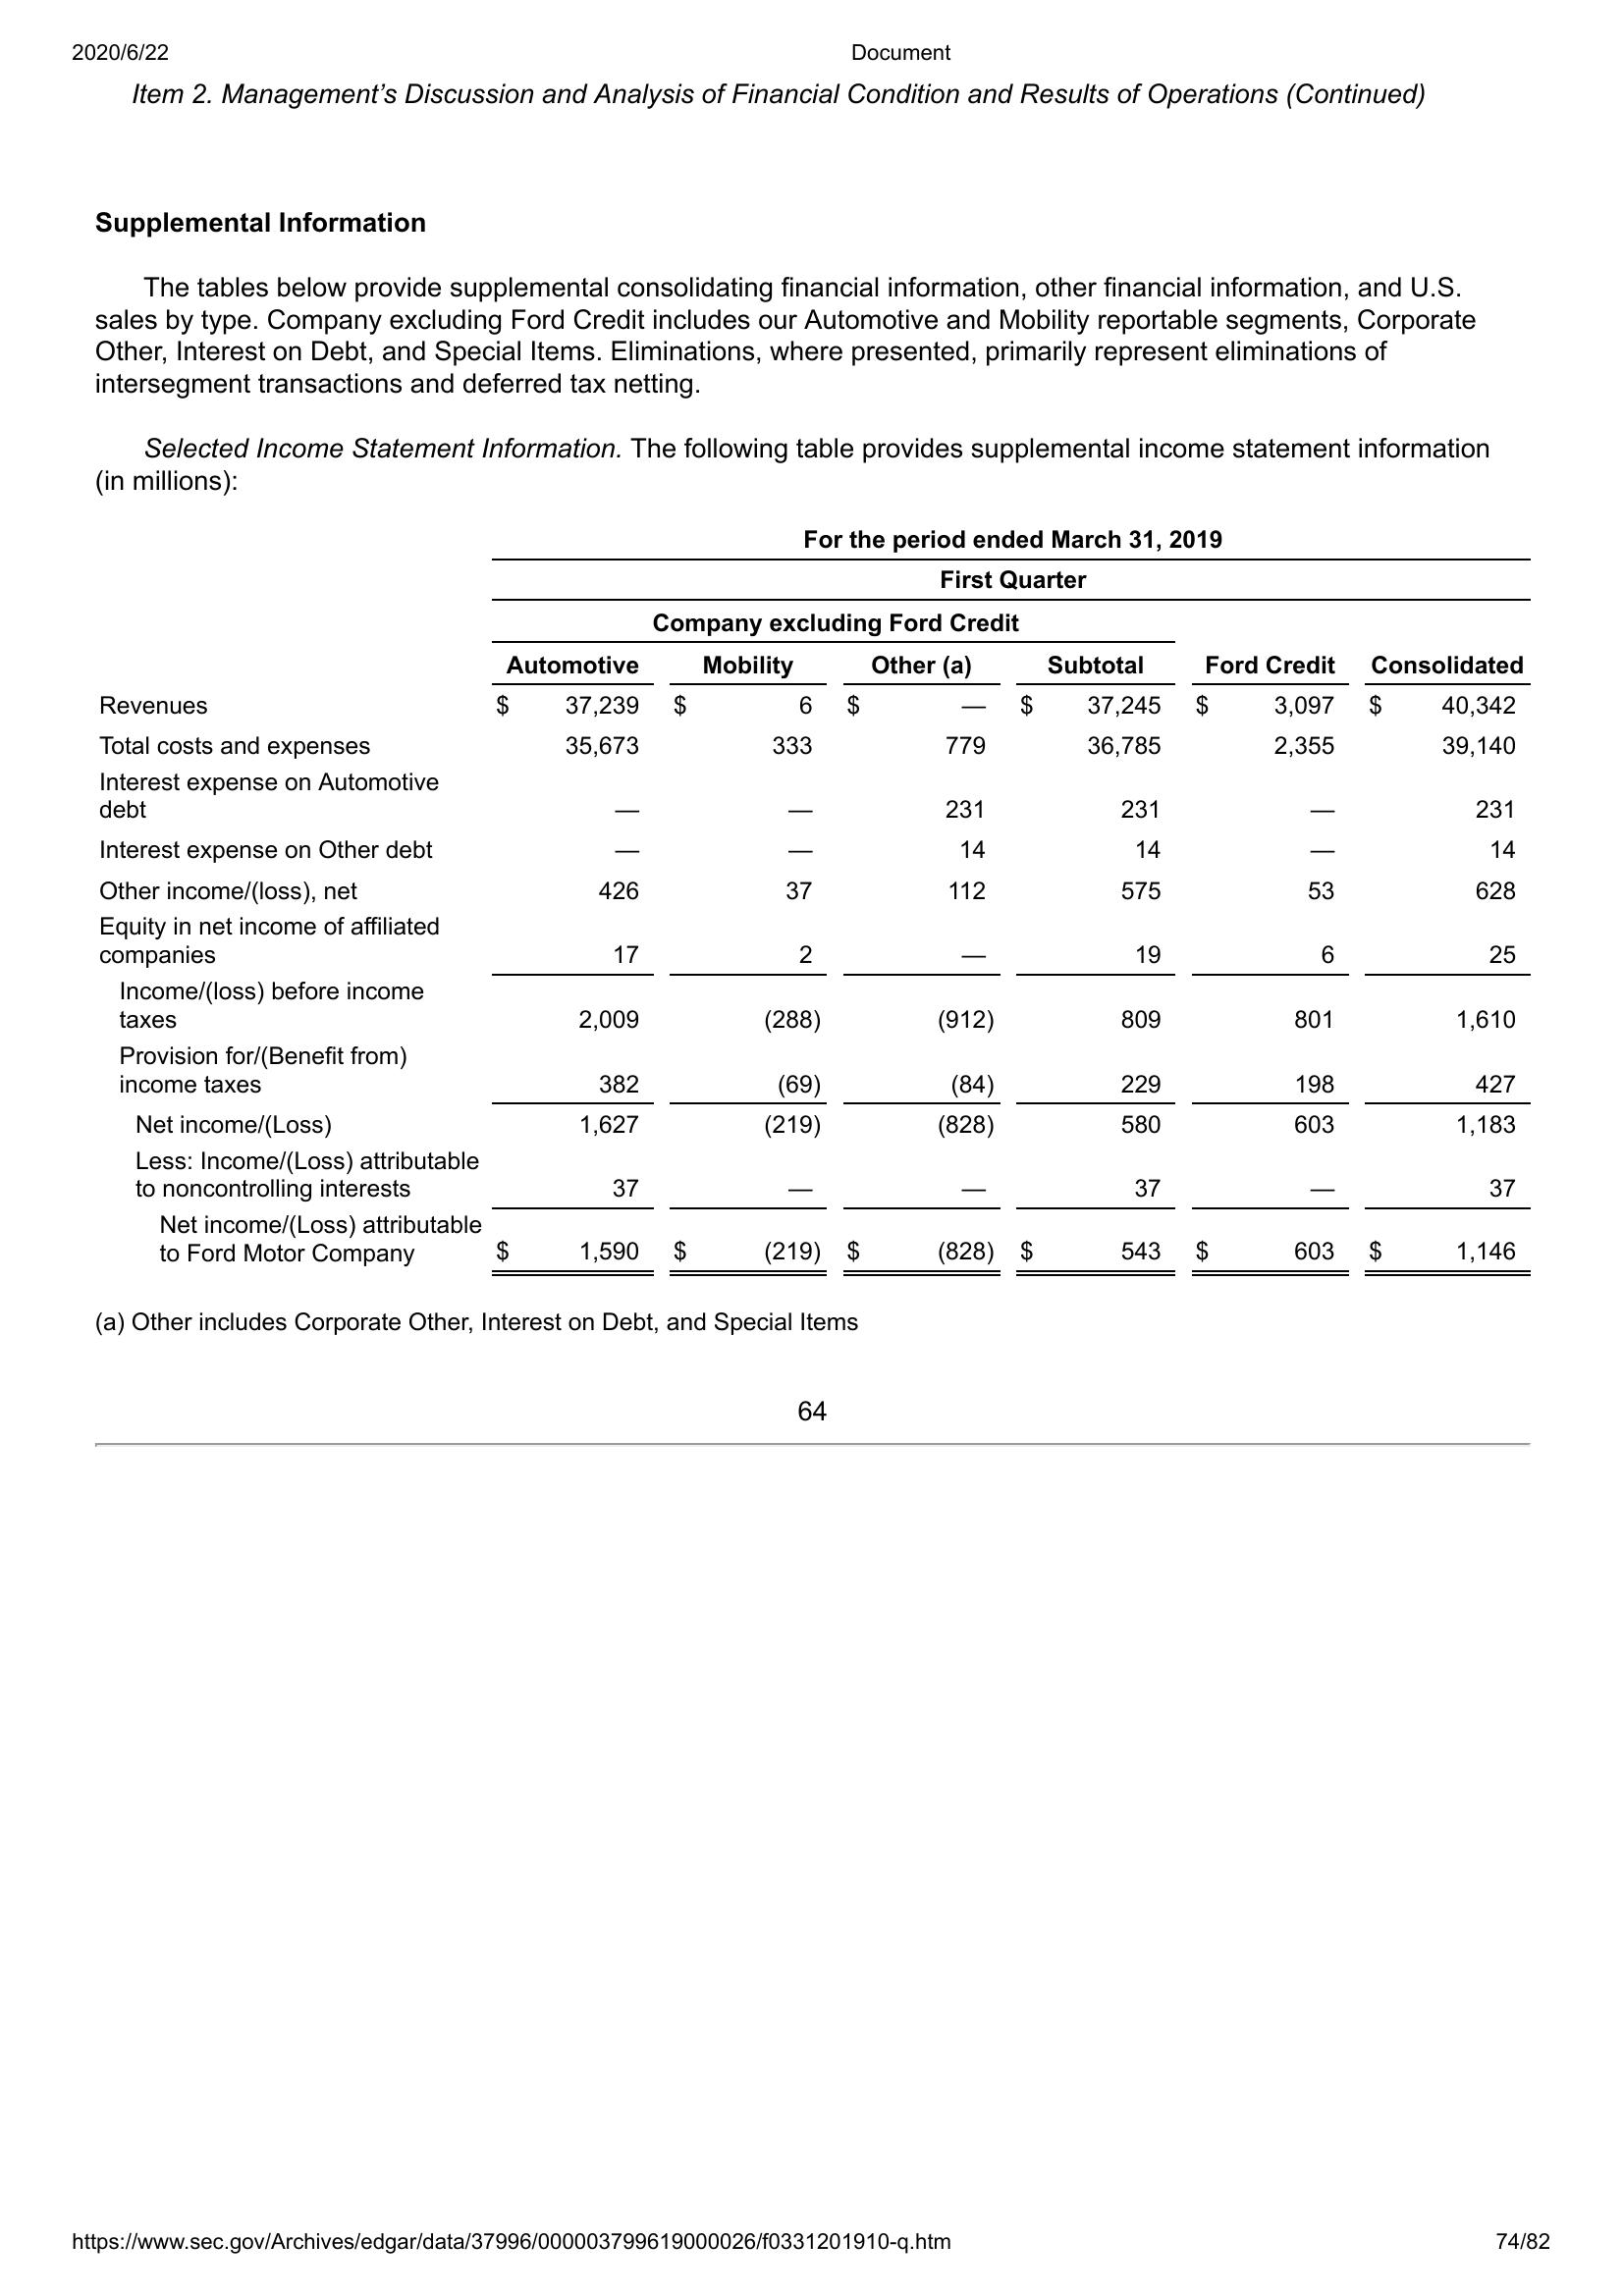 2020/6/22 Document
Item 2. Management’s Discussion and Analysis of Financial Condition and Results of Operations (Continued)
Supplemental Information
The tables below provide supplemental consolidating financial information, other financial information, and U.S.
sales by type. Company excluding Ford Credit includes our Automotive and Mobility reportable segments, Corporate
Other, Interest on Debt, and Special Items. Eliminations, where presented, primarily represent eliminations of
intersegment transactions and deferred tax netting.
Selected Income Statement Information. The following table provides supplemental income statement information
(in millions):
For the period ended March 31, 2019
First Quarter
Company excluding Ford Credit
Automotive Mobility Other (a) Subtotal Ford Credit Consolidated
Revenues $ 37,239 $ 6 $ — $ 37,245 $ 3,097 $ 40,342
Total costs and expenses 35,673 333 779 36,785 2,355 39,140
Interest expense on Automotive
debt — — 231 231 — 231
Interest expense on Other debt — — 14 14 — 14
Other income/(loss), net 426 37 112 575 53 628
Equity in net income of affiliated
companies 17 2 — 19 6 25
Income/(loss) before income
taxes 2,009 (288) (912) 809 801 1,610
Provision for/(Benefit from)
income taxes 382 (69) (84) 229 198 427
Net income/(Loss) 1,627 (219) (828) 580 603 1,183
Less: Income/(Loss) attributable
to noncontrolling interests 37 — — 37 — 37
Net income/(Loss) attributable
to Ford Motor Company $ 1,590 $ (219) $ (828) $ 543 $ 603 $ 1,146
(a) Other includes Corporate Other, Interest on Debt, and Special Items
64
https://www.sec.gov/Archives/edgar/data/37996/000003799619000026/f0331201910-q.htm 74/82